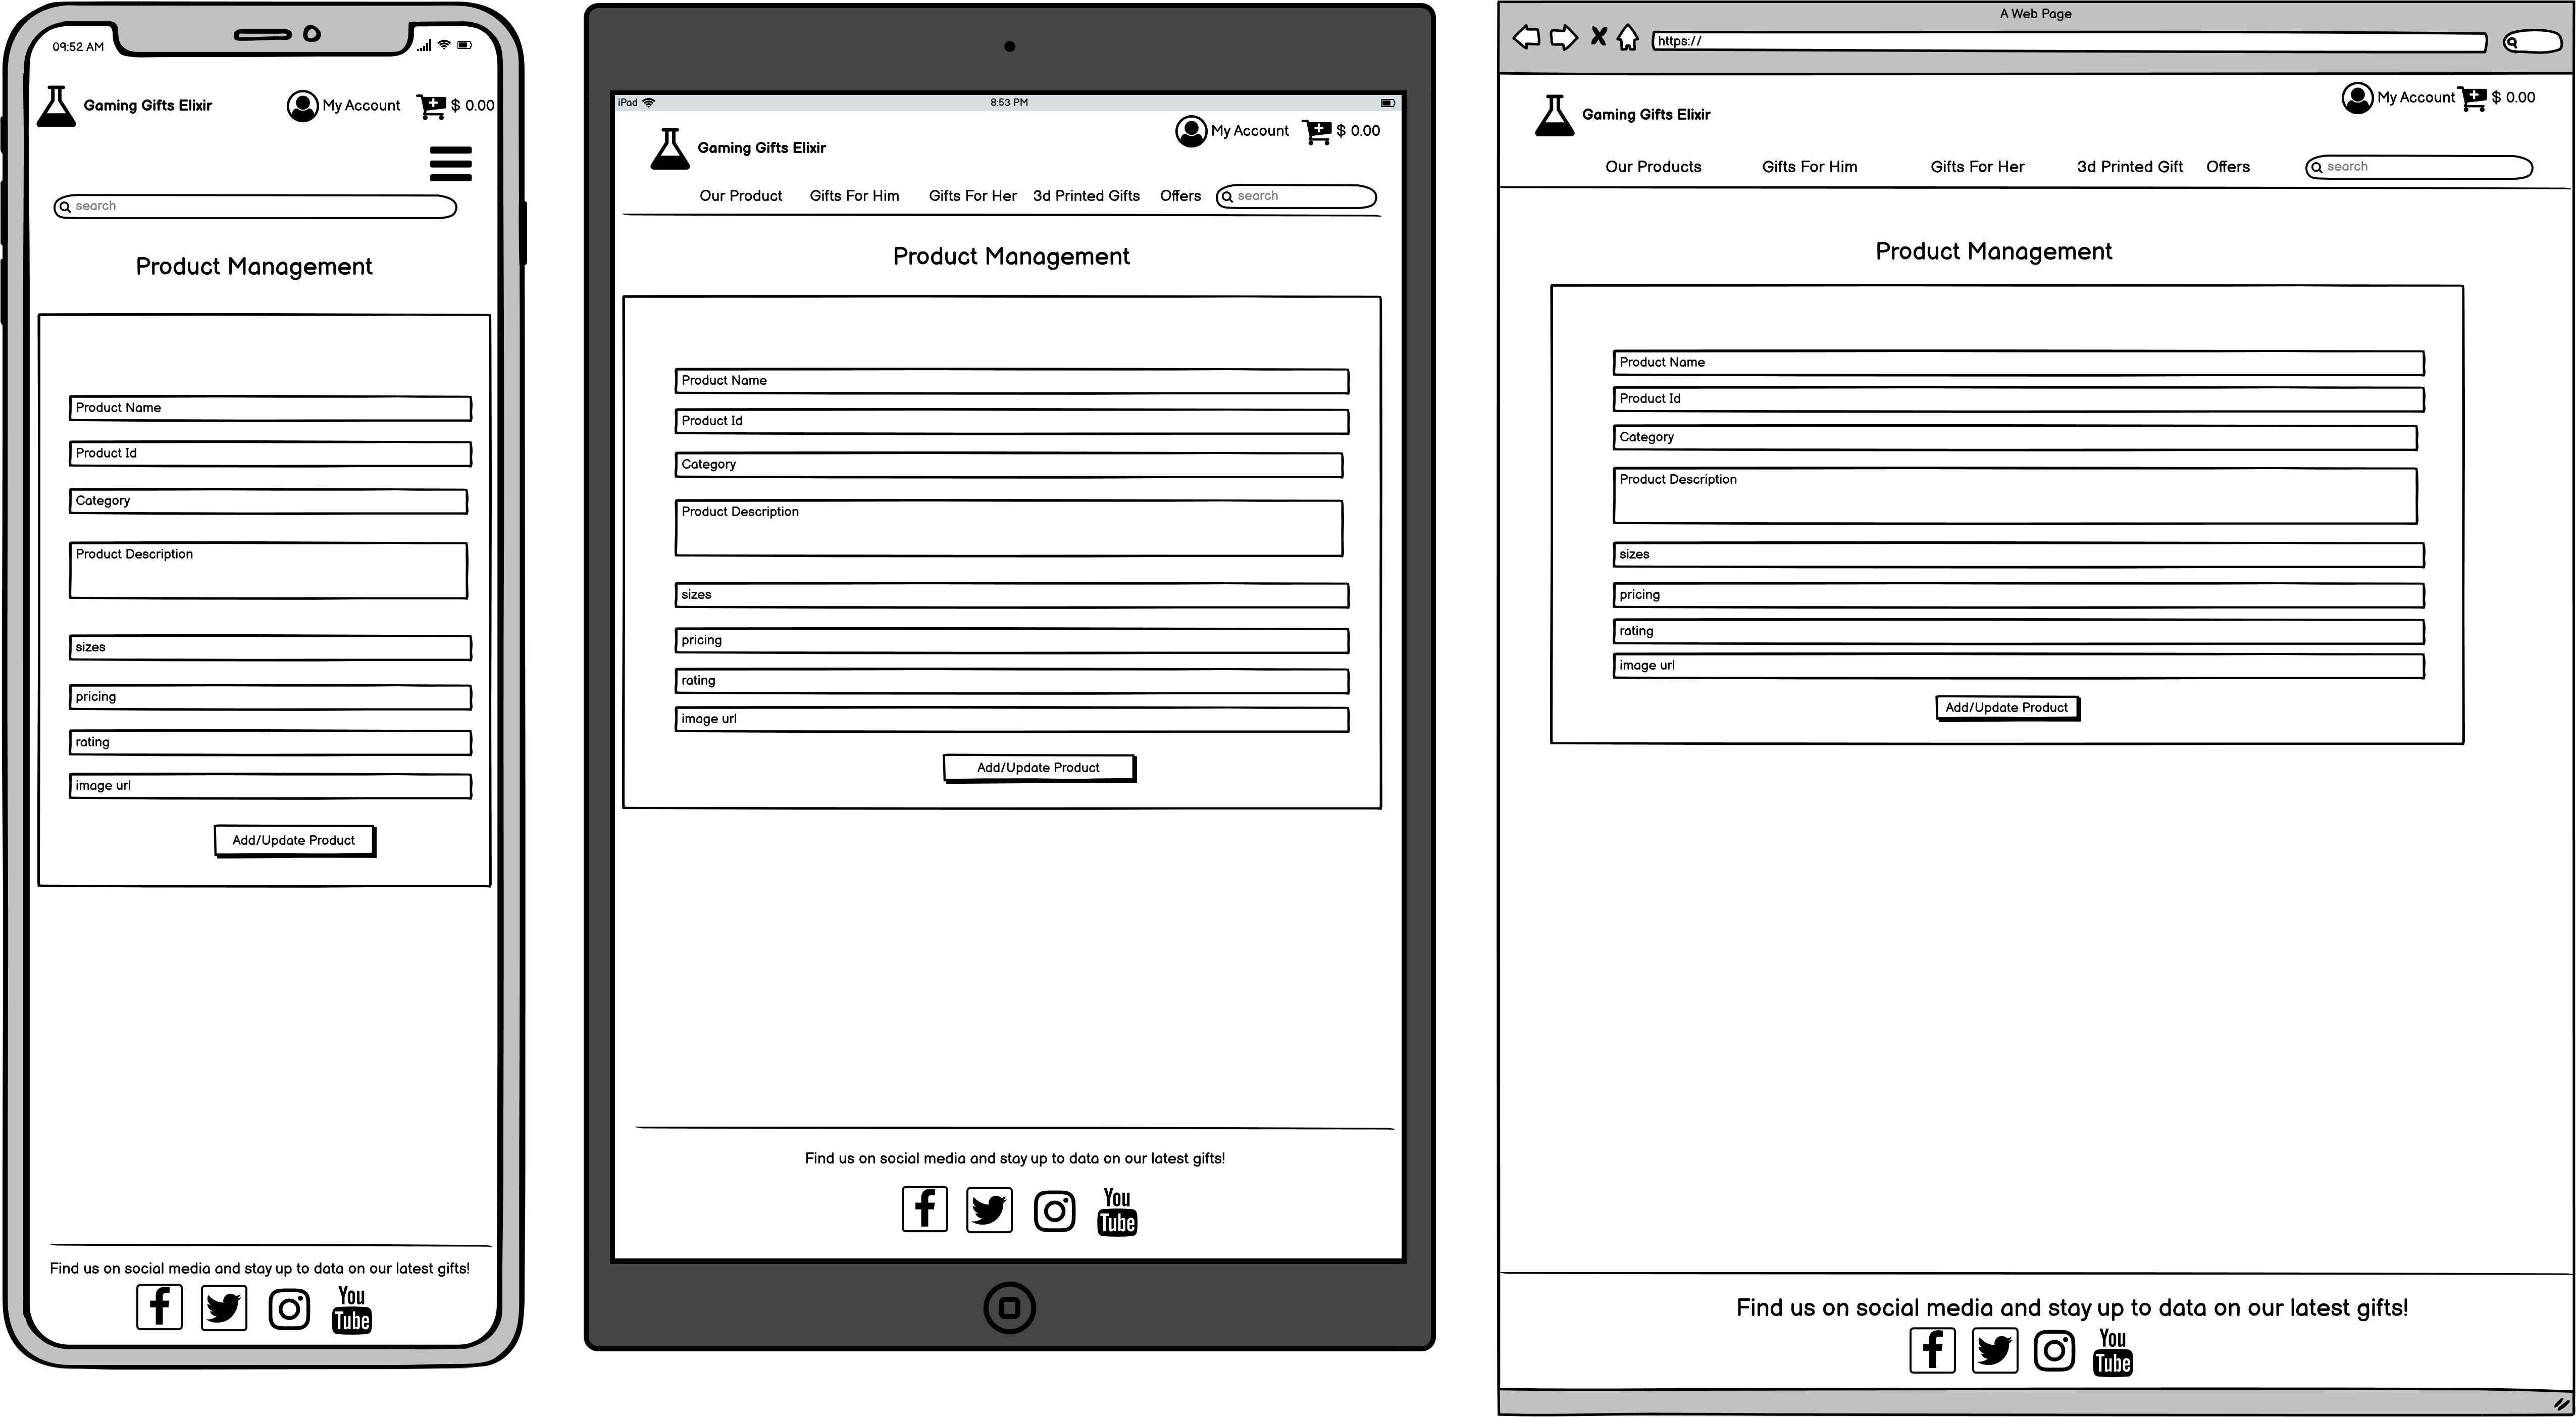 09:52 AM
Gaming Gifts Elixir
My Account
$ 0.00
search
Product Management
Product Name
Product Id
Category
Product Description
sizes
pricing
rating
image url
Add/Update Product
Find us on social media and stay up to data on our latest gifts!
You
Tube
iPad
8:53 PM
My Account
$ 0.00
Gaming Gifts Elixir
Our Product
Gifts For Him
Gifts For Her
3d Printed Gifts
Offers
search
Product Management
Product Name
Product Id
Category
Product Description
sizes
pricing
rating
image url
Add/Update Product
Find us on social media and stay up to data on our latest gifts!
You
Tube
A Web Page
https://
My Account
$ 0.00
Gaming Gifts Elixir
Our Products
Gifts For Him
Gifts For Her
3d Printed Gift
Offers
search
Product Management
Product Name
Product Id
Category
Product Description
sizes
pricing
rating
image url
Add/Update Product
Find us on social media and stay up to data on our latest gifts!
You
Tube